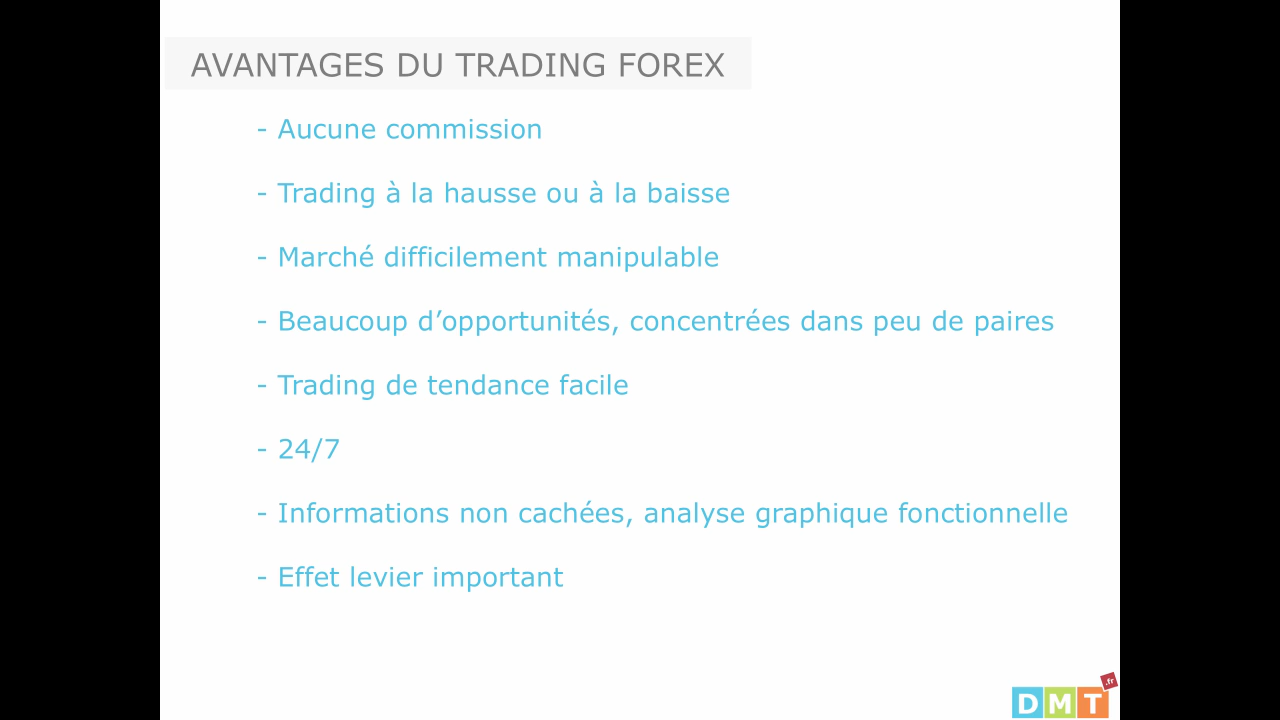 AVANTAGES DU TRADING FOREX
- Aucune commission
- Trading à la hausse ou à la baisse
- Marché difficilement manipulable
- Beaucoup d’opportunités, concentrées dans peu de paires
- Trading de tendance facile
- 24/7
- Informations non cachées, analyse graphique fonctionnelle
- Effet levier important
DMT.fr